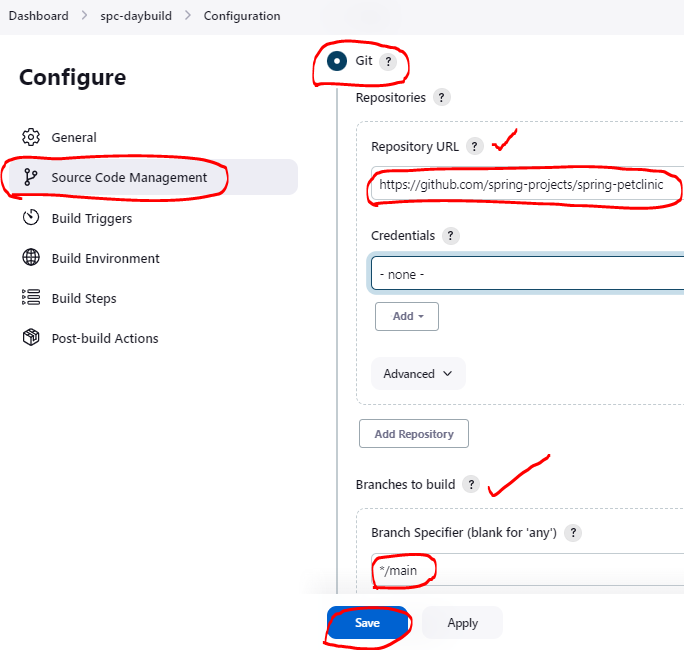 Dashboard > spc-daybuild > Configuration
Configure
General
Source Code Management
Build Triggers
Build Environment
Build Steps
Post-build Actions
Git ?
Repositories ?
Repository URL ?
https://github.com/spring-projects/spring-petclinic
Credentials ?
- none -
Add
Advanced
Add Repository
Branches to build ?
Branch Specifier (blank for 'any') ?
*/main
Save Apply